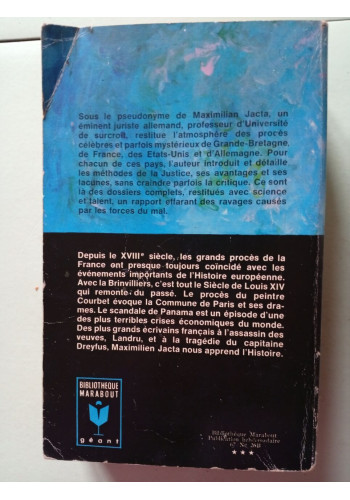 Sous le pseudonyme de Maximilian Jacta, un
éminent juriste allemand, professeur d'Université
de surcroît, restitue l'atmosphère des procès
célèbres et parfois mystérieux de Grande-Bretagne,
de France, des Etats-Unis et d'Allemagne. Pour
chacun de ces pays, l'auteur introduit et détaille
les méthodes de la Justice, ses avantages et ses
lacunes, sans craindre parfois la critique. Ce sont
là des dossiers complets, restitués avec science
et talent, un rapport effarant des ravages causés
par les forces du mal.
Depuis le XVIIIe siècle, les grands procès de la
France ont presque toujours coïncidé avec les
événements importants de l'Histoire européenne.
Avec la Brinvilliers, c'est tout le Siècle de Louis XIV
qui remonte du passé. Le procès du peintre
Courbet évoque la Commune de Paris et ses dra-
mes. Le scandale de Panama est un épisode d'une
des plus terribles crises économiques du monde.
Des plus grands écrivains français à l'assassin des
veuves, Landru, et à la tragédie du capitaine
Dreyfus, Maximilien Jacta nous apprend l'Histoire.
BIBLIOTHEQUE
MARABOUT
géant
Bibliothèque Marabout
Publication hebdomadaire
★★★